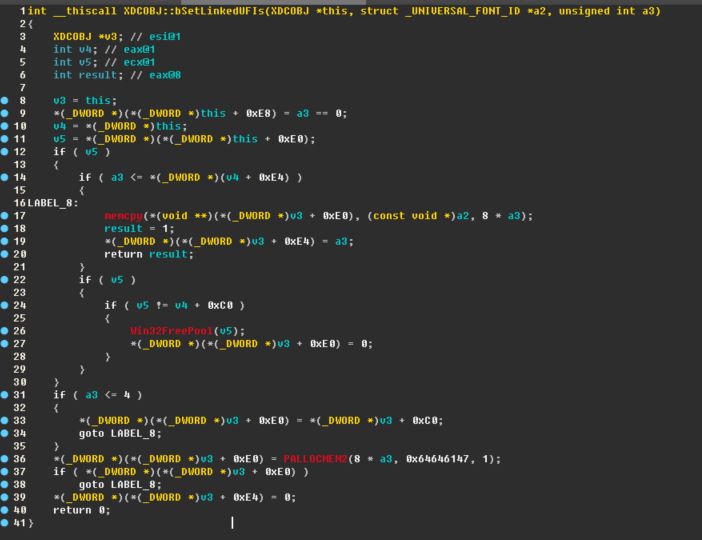 1 int __thiscall XDCOBJ::bSetLinkedUFIs(XDCOBJ *this, struct _UNIVERSAL_FONT_ID *a2, unsigned int a3)
2 {
3 XDCOBJ *v3; // esi@1
4 int v4; // eax@1
5 int v5; // ecx@1
6 int result; // eax@8
7
8 v3 = this;
9 *(_DWORD *)(*(_DWORD *)this + 0xE8) = a3 == 0;
10 v4 = *(_DWORD *)this;
11 v5 = *(_DWORD *)(*(_DWORD *)this + 0xE0);
12 if ( v5 )
13 {
14 if ( a3 <= *(_DWORD *)(v4 + 0xE4) )
15 {
16 LABEL_8:
17 memcpy(*(void **)(*(_DWORD *)v3 + 0xE0), (const void *)a2, 8 * a3);
18 result = 1;
19 *(_DWORD *)(*(_DWORD *)v3 + 0xE4) = a3;
20 return result;
21 }
22 if ( v5 )
23 {
24 if ( v5 != v4 + 0xC0 )
25 {
26 Win32FreePool(v5);
27 *(_DWORD *)(*(_DWORD *)v3 + 0xE0) = 0;
28 }
29 }
30 }
31 if ( a3 <= 4 )
32 {
33 *(_DWORD *)(*(_DWORD *)v3 + 0xE0) = *(_DWORD *)v3 + 0xC0;
34 goto LABEL_8;
35 }
36 *(_DWORD *)(*(_DWORD *)v3 + 0xE0) = PALLOCMEM2(8 * a3, 0x64646147, 1);
37 if ( *(_DWORD *)(*(_DWORD *)v3 + 0xE0) )
38 goto LABEL_8;
39 *(_DWORD *)(*(_DWORD *)v3 + 0xE4) = 0;
40 return 0;
41 }